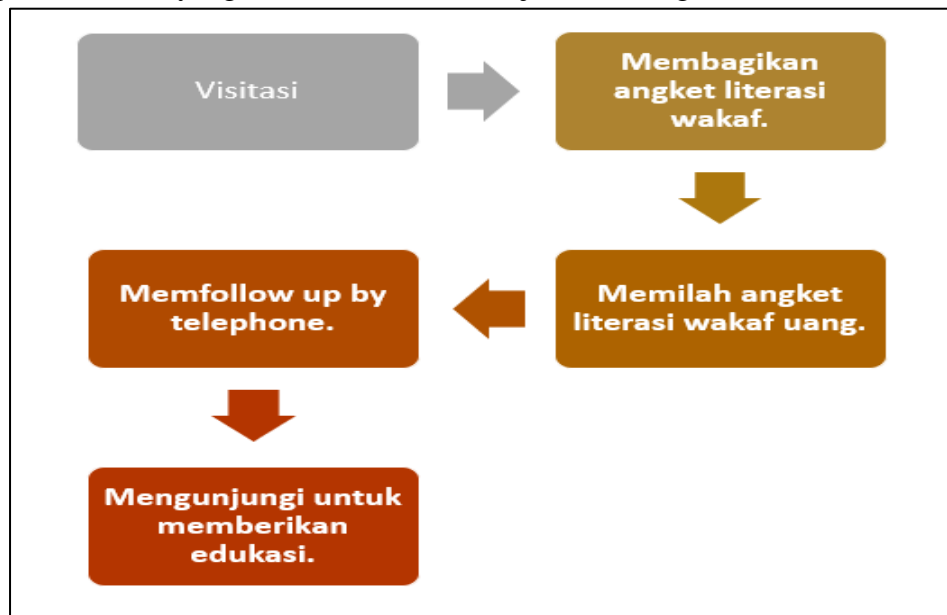 Visitasi
Membagikan
angket literasi
wakaf.
Memilah angket
literasi wakaf uang.
Memfollow up by
telephone.
Mengunjungi untuk
memberikan
edukasi.